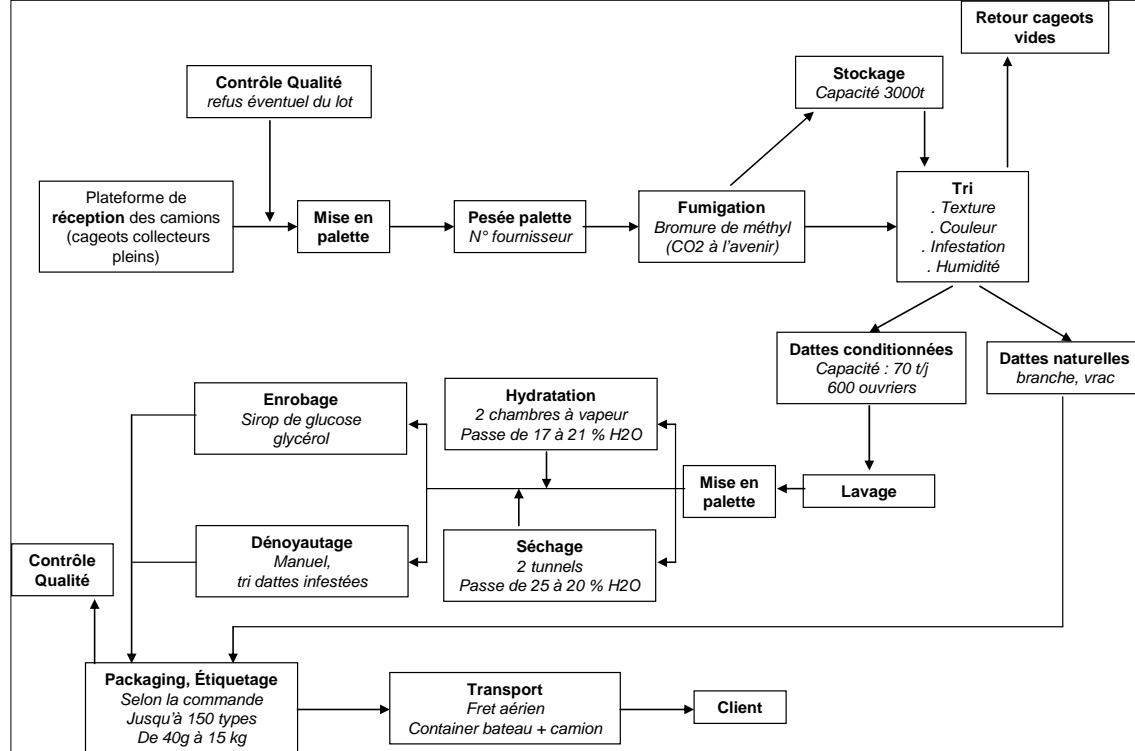 Retour cageots
vides
Contrôle Qualité
refus éventuel du lot
Stockage
Capacité 3000t
Plateforme de
réception des camions
(cageots collecteurs
pleins)
Mise en
palette
Pesée palette
N° fournisseur
Fumigation
Bromure de méthyl
(CO2 à l'avenir)
Tri
. Texture
. Couleur
. Infestation
. Humidité
Dattes conditionnées
Capacité : 70 t/j
600 ouvriers
Dattes naturelles
branche, vrac
Enrobage
Sirop de glucose
glycérol
Hydratation
2 chambres à vapeur
Passe de 17 à 21 % H2O
Mise en
palette
Lavage
Dénoyautage
Manuel,
tri dattes infestées
Séchage
2 tunnels
Passe de 25 à 20 % H2O
Contrôle
Qualité
Packaging, Étiquetage
Selon la commande
Jusqu'à 150 types
De 40g à 15 kg
Transport
Fret aérien
Container bateau + camion
Client